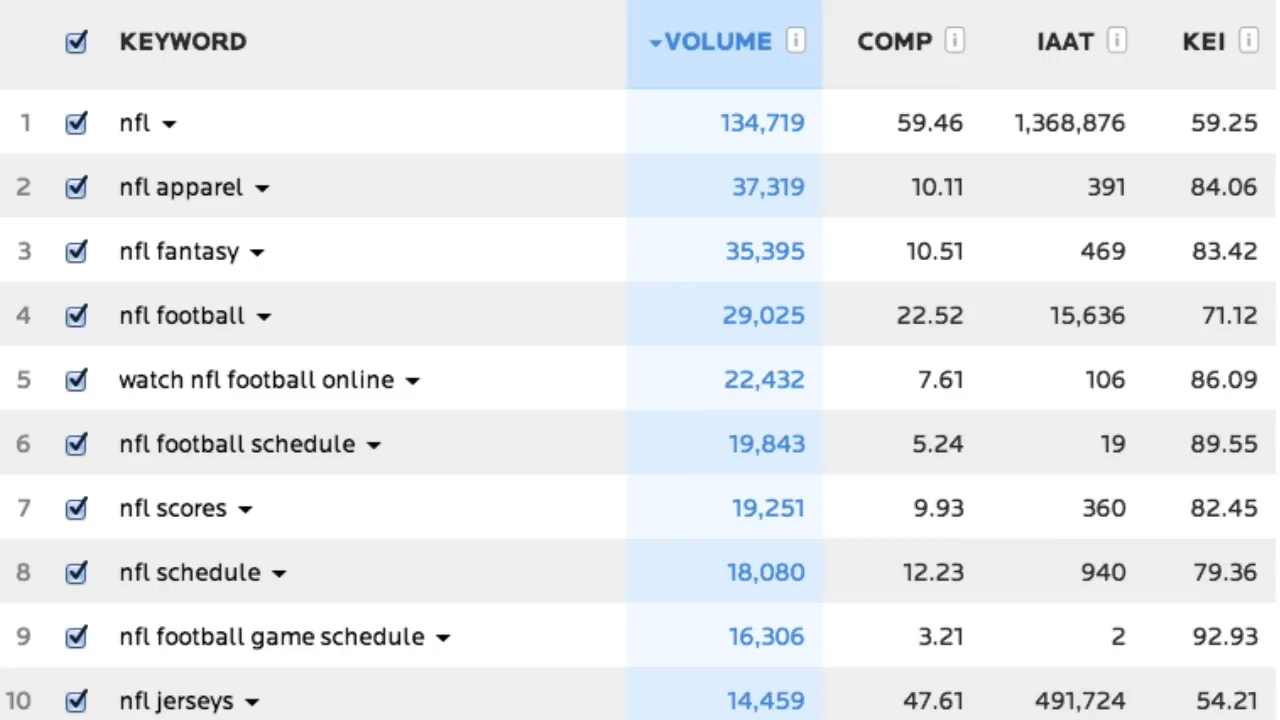 KEYWORD VOLUME i COMP i IAAT i KEI i
1 nfl 134,719 59.46 1,368,876 59.25
2 nfl apparel 37,319 10.11 391 84.06
3 nfl fantasy 35,395 10.51 469 83.42
4 nfl football 29,025 22.52 15,636 71.12
5 watch nfl football online 22,432 7.61 106 86.09
6 nfl football schedule 19,843 5.24 19 89.55
7 nfl scores 19,251 9.93 360 82.45
8 nfl schedule 18,080 12.23 940 79.36
9 nfl football game schedule 16,306 3.21 2 92.93
10 nfl jerseys 14,459 47.61 491,724 54.21